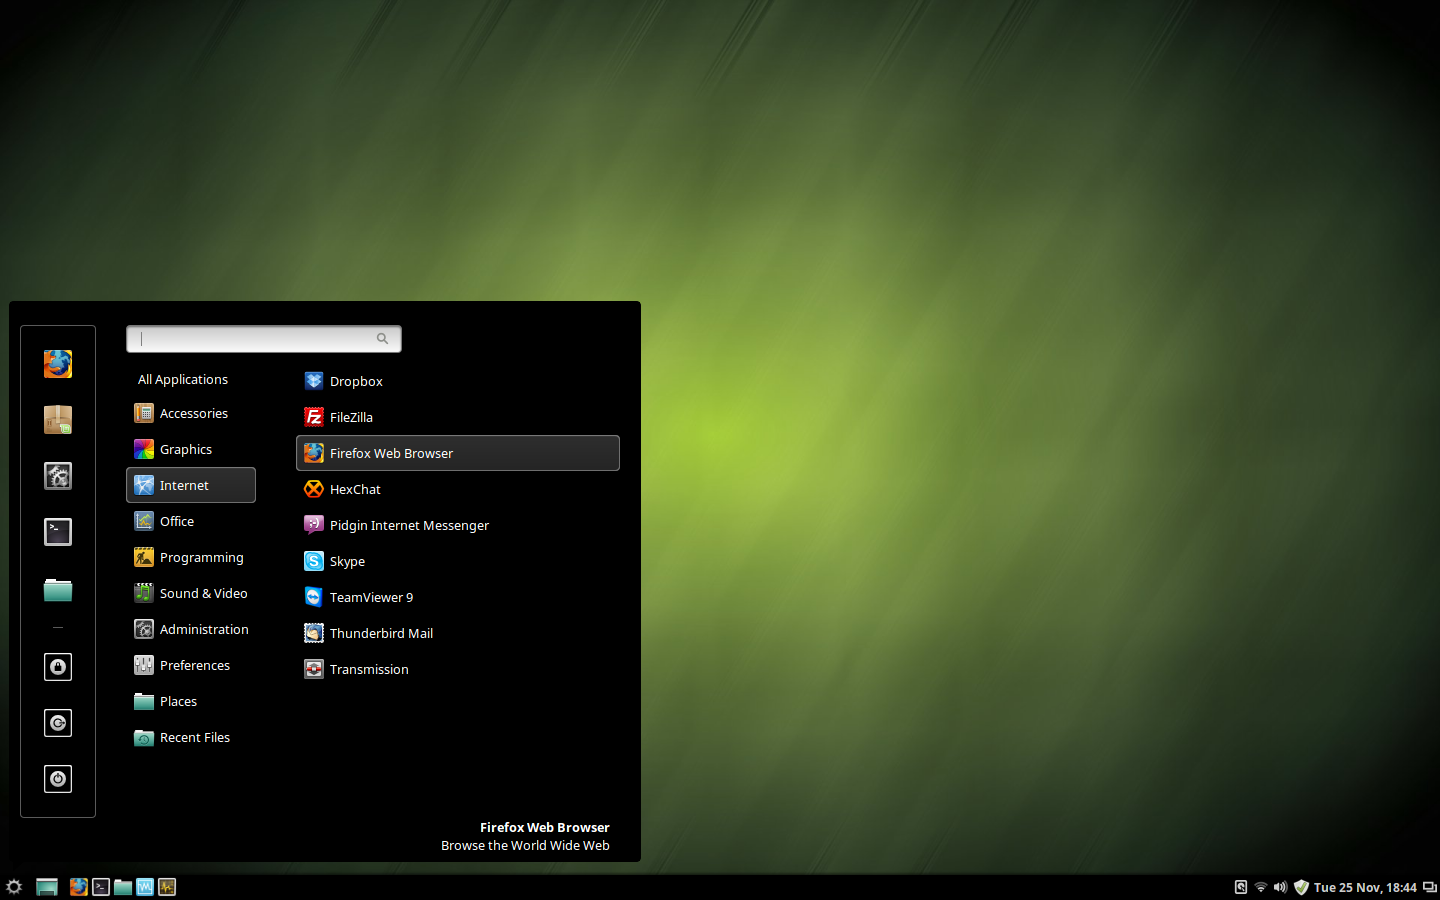 All Applications
Accessories
Graphics
Internet
Office
Programming
Sound & Video
Administration
Preferences
Places
Recent Files
Dropbox
FileZilla
Firefox Web Browser
HexChat
Pidgin Internet Messenger
Skype
TeamViewer 9
Thunderbird Mail
Transmission
Firefox Web Browser
Browse the World Wide Web
Tue 25 Nov, 18:44